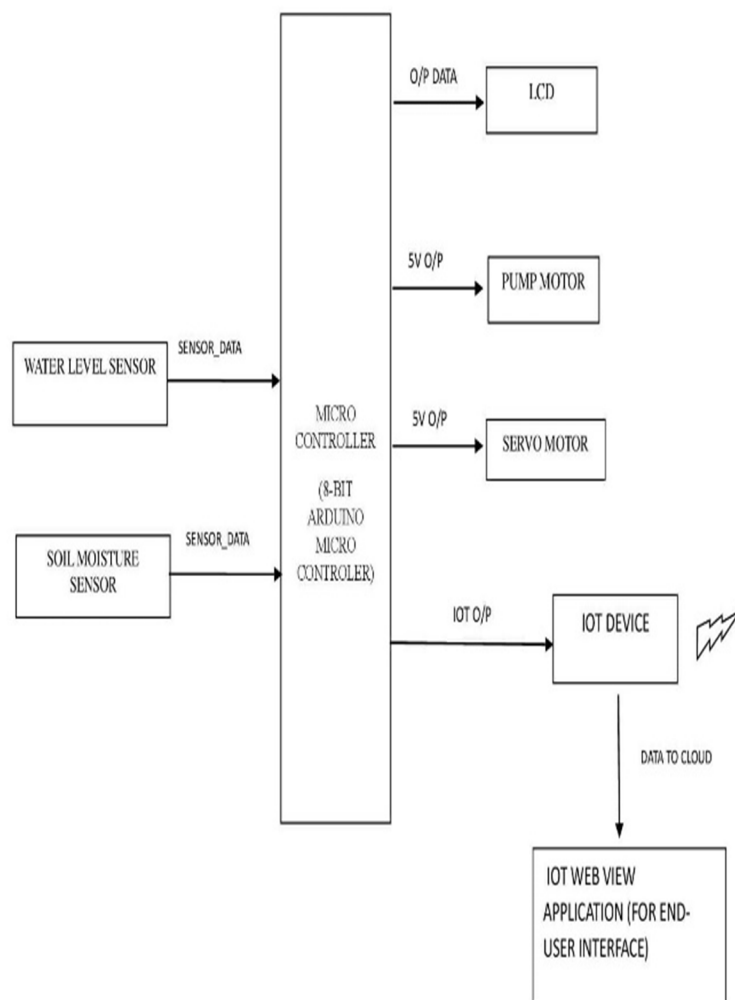 O/P DATA
LCD
5V O/P
PUMP MOTOR
SENSOR_DATA
WATER LEVEL SENSOR
MICRO
CONTROLLER
(8-BIT
ARDUINO
MICRO
CONTROLER)
5V O/P
SERVO MOTOR
SENSOR_DATA
SOIL MOISTURE
SENSOR
IOT O/P
IOT DEVICE
DATA TO CLOUD
IOT WEB VIEW
APPLICATION (FOR END-
USER INTERFACE)